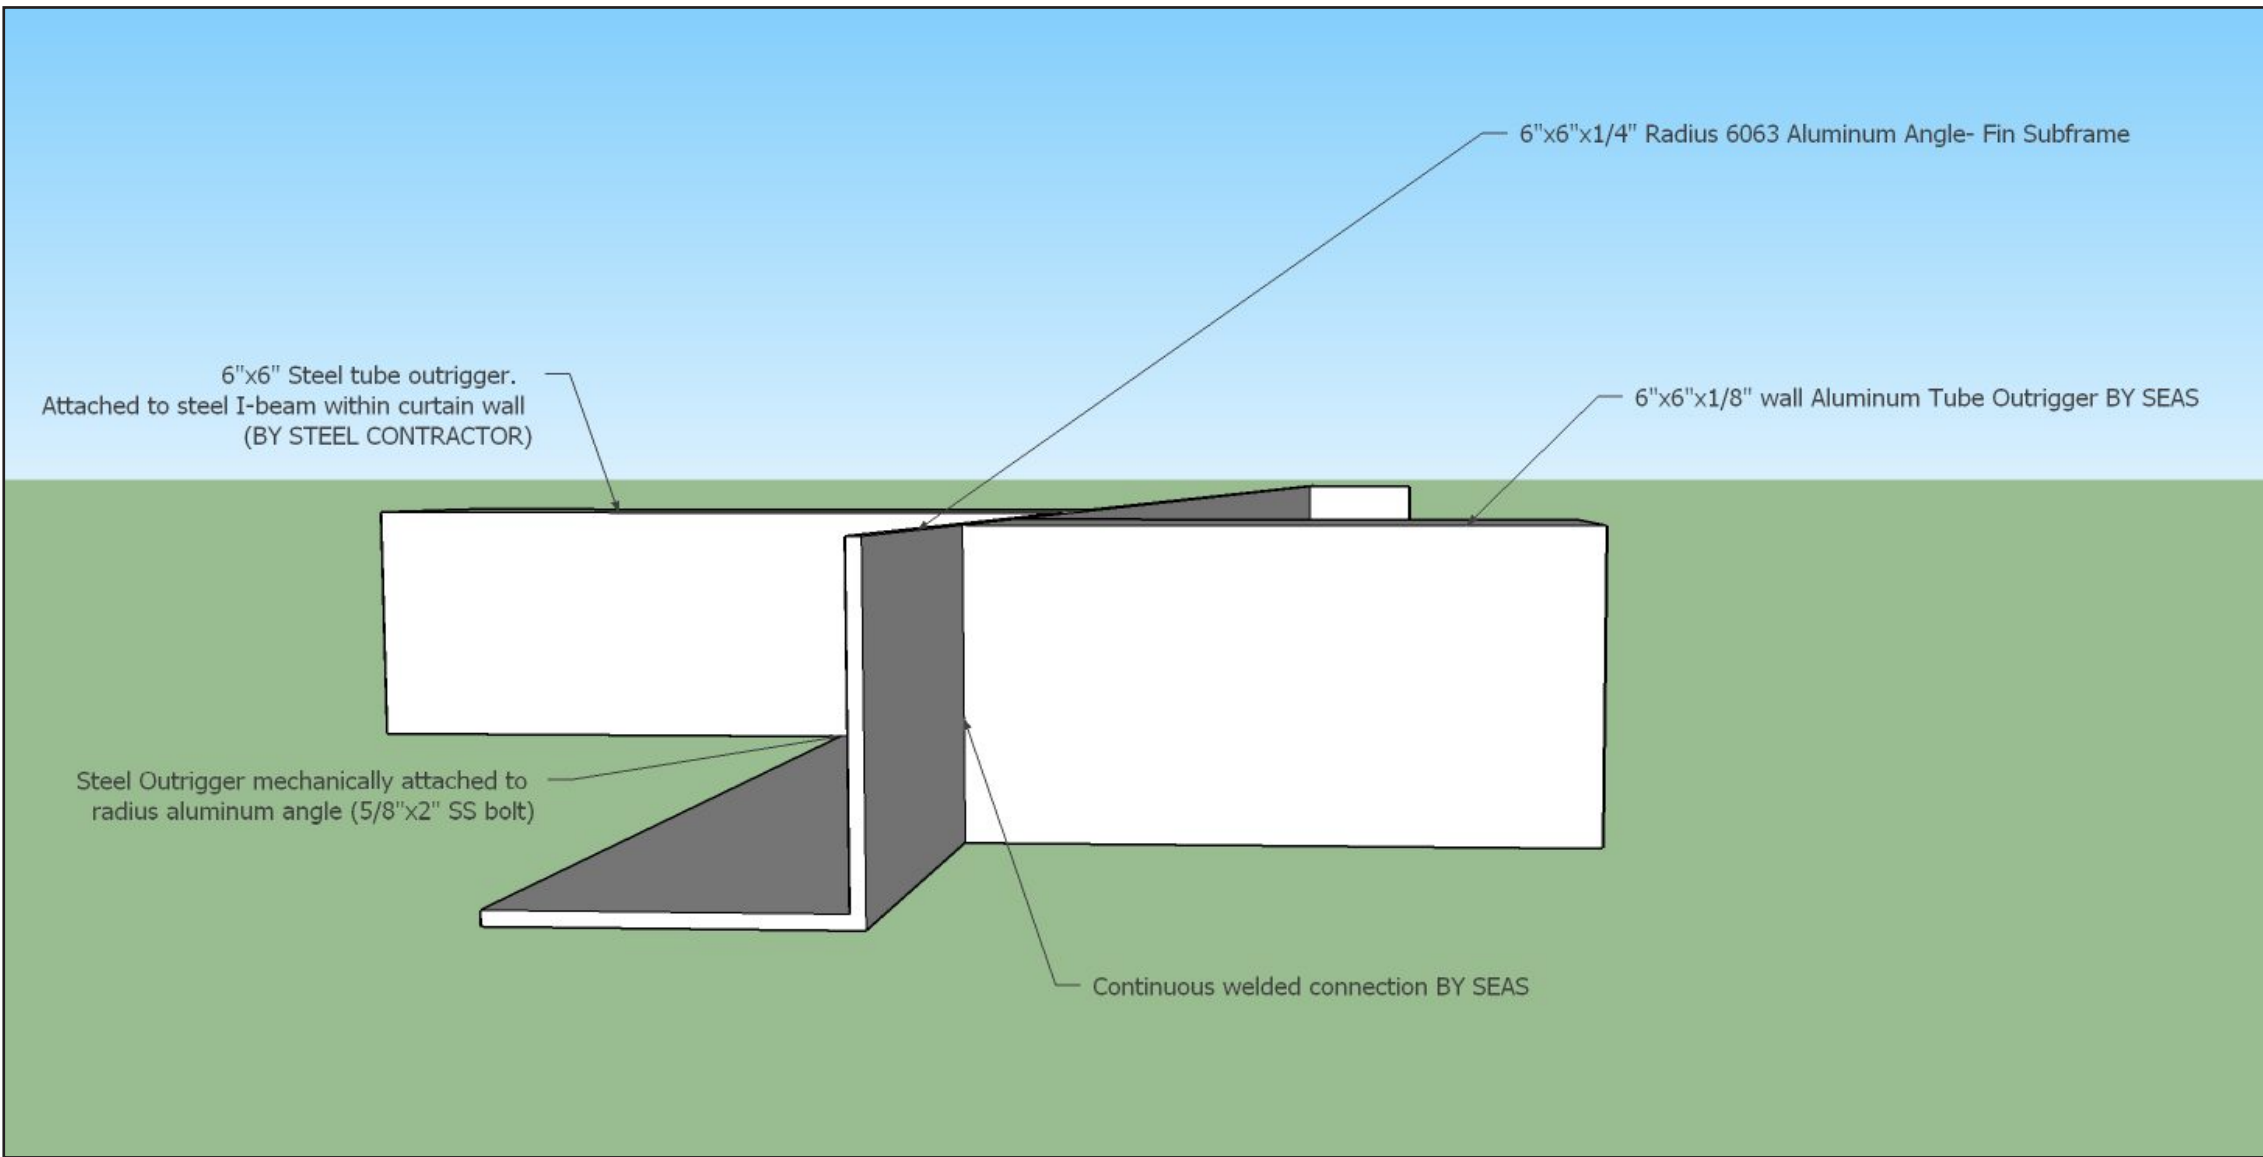 6"x6"x1/4" Radius 6063 Aluminum Angle- Fin Subframe
6"x6" Steel tube outrigger.
Attached to steel I-beam within curtain wall
(BY STEEL CONTRACTOR)
6"x6"x1/8" wall Aluminum Tube Outrigger BY SEAS
Steel Outrigger mechanically attached to
radius aluminum angle (5/8"x2" SS bolt)
Continuous welded connection BY SEAS